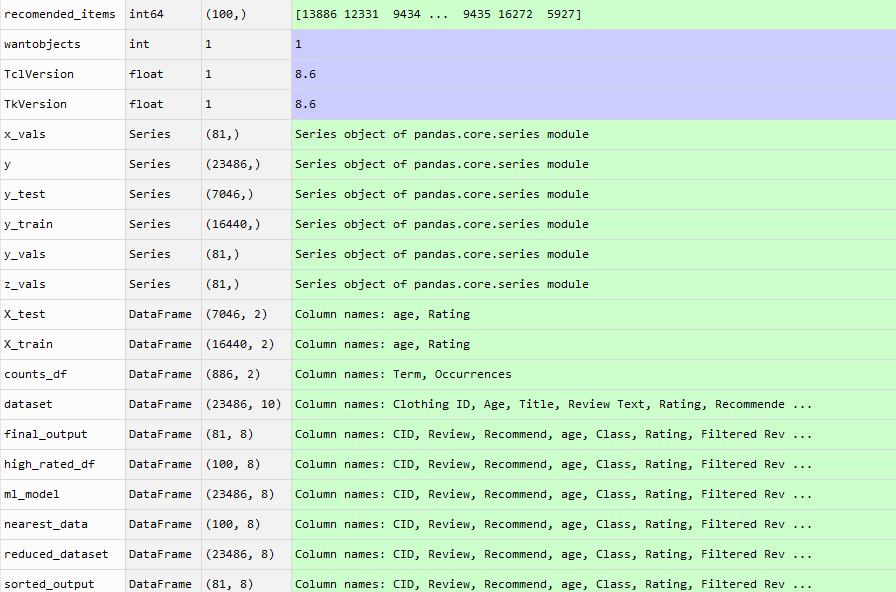 recomended_items int64 (100,) [13886 12331 9434 ... 9435 16272 5927]
wantobjects int 1 1
TclVersion float 1 8.6
TkVersion float 1 8.6
x_vals Series (81,) Series object of pandas.core.series module
y Series (23486,) Series object of pandas.core.series module
y_test Series (7046,) Series object of pandas.core.series module
y_train Series (16440,) Series object of pandas.core.series module
y_vals Series (81,) Series object of pandas.core.series module
z_vals Series (81,) Series object of pandas.core.series module
X_test DataFrame (7046, 2) Column names: age, Rating
X_train DataFrame (16440, 2) Column names: age, Rating
counts_df DataFrame (886, 2) Column names: Term, Occurrences
dataset DataFrame (23486, 10) Column names: Clothing ID, Age, Title, Review Text, Rating, Recommende ...
final_output DataFrame (81, 8) Column names: CID, Review, Recommend, age, Class, Rating, Filtered Rev ...
high_rated_df DataFrame (100, 8) Column names: CID, Review, Recommend, age, Class, Rating, Filtered Rev ...
ml_model DataFrame (23486, 8) Column names: CID, Review, Recommend, age, Class, Rating, Filtered Rev ...
nearest_data DataFrame (100, 8) Column names: CID, Review, Recommend, age, Class, Rating, Filtered Rev ...
reduced_dataset DataFrame (23486, 8) Column names: CID, Review, Recommend, age, Class, Rating, Filtered Rev ...
sorted_output DataFrame (81, 8) Column names: CID, Review, Recommend, age, Class, Rating, Filtered Rev ...